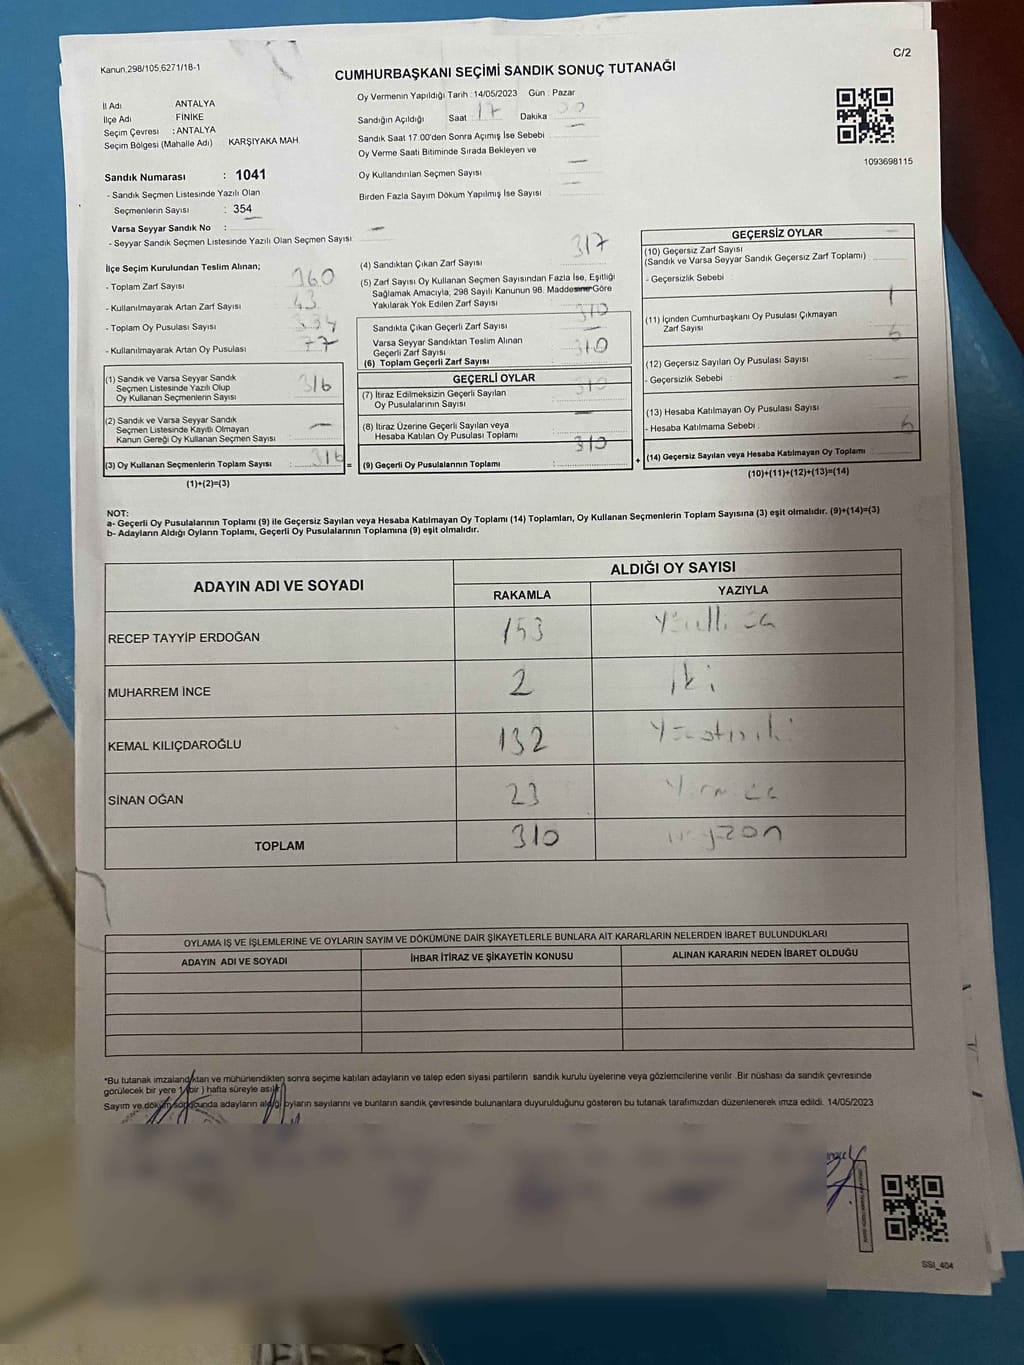 Kanun,298/105,6271/18-1
C/2
CUMHURBAŞKANI SEÇİMİ SANDIK SONUÇ TUTANAĞI
İl Adı ANTALYA
İlçe Adı FİNİKE
Seçim Çevresi : ANTALYA
Seçim Bölgesi (Mahalle Adı) KARŞIYAKA MAH
Oy Vermenin Yapıldığı Tarih : 14/05/2023 Gün : Pazar
Sandığın Açıldığı Saat 17 Dakika
Sandık Saat 17.00'den Sonra Açımış İse Sebebi
Oy Verme Saati Bitiminde Sırada Bekleyen ve
Oy Kullandırılan Seçmen Sayısı
Birden Fazla Sayım Döküm Yapılmış İse Sayısı
1093698115
Sandık Numarası : 1041
- Sandık Seçmen Listesinde Yazılı Olan
Seçmenlerin Sayısı : 354
Varsa Seyyar Sandık No :
- Seyyar Sandık Seçmen Listesinde Yazılı Olan Seçmen Sayısı
İlçe Seçim Kurulundan Teslim Alınan;
- Toplam Zarf Sayısı 360
- Kullanılmayarak Artan Zarf Sayısı 43
- Toplam Oy Pusulası Sayısı
- Kullanılmayarak Artan Oy Pusulası 77
(1) Sandık ve Varsa Seyyar Sandık
Seçmen Listesinde Yazılı Olup
Oy Kullanan Seçmenlerin Sayısı 316
(2) Sandık ve Varsa Seyyar Sandık
Seçmen Listesinde Kayıtlı Olmayan
Kanun Gereği Oy Kullanan Seçmen Sayısı
(3) Oy Kullanan Seçmenlerin Toplam Sayısı : 316 =
(1)+(2)=(3)
(4) Sandıktan Çıkan Zarf Sayısı 317
(5) Zarf Sayısı Oy Kullanan Seçmen Sayısından Fazla İse, Eşitliği
Sağlamak Amacıyla, 298 Sayılı Kanunun 98. Maddesine Göre
Yakılarak Yok Edilen Zarf Sayısı
Sandıkta Çıkan Geçerli Zarf Sayısı 310
Varsa Seyyar Sandıktan Teslim Alınan
Geçerli Zarf Sayısı
(6) Toplam Geçerli Zarf Sayısı 310
GEÇERLİ OYLAR
(7) İtiraz Edilmeksizin Geçerli Sayılan
Oy Pusulalarının Sayısı 310
(8) İtiraz Üzerine Geçerli Sayılan veya
Hesaba Katılan Oy Pusulası Toplamı
(9) Geçerli Oy Pusulalarının Toplamı : 310 +
GEÇERSİZ OYLAR
(10) Geçersiz Zarf Sayısı
(Sandık ve Varsa Seyyar Sandık Geçersiz Zarf Toplamı)
- Geçersizlik Sebebi :
(11) İçinden Cumhurbaşkanı Oy Pusulası Çıkmayan
Zarf Sayısı
(12) Geçersiz Sayılan Oy Pusulası Sayısı 6
- Geçersizlik Sebebi :
(13) Hesaba Katılmayan Oy Pusulası Sayısı
- Hesaba Katılmama Sebebi :
(14) Geçersiz Sayılan veya Hesaba Katılmayan Oy Toplamı 6
(10)+(11)+(12)+(13)=(14)
NOT:
a- Geçerli Oy Pusulalarının Toplamı (9) ile Geçersiz Sayılan veya Hesaba Katılmayan Oy Toplamı (14) Toplamları, Oy Kullanan Seçmenlerin Toplam Sayısına (3) eşit olmalıdır. (9)+(14)=(3)
b- Adayların Aldığı Oyların Toplamı, Geçerli Oy Pusulalarının Toplamına (9) eşit olmalıdır.
ADAYIN ADI VE SOYADI
ALDIĞI OY SAYISI
RAKAMLA YAZIYLA
RECEP TAYYİP ERDOĞAN 153
MUHARREM İNCE 2 İki
KEMAL KILIÇDAROĞLU 132
SİNAN OĞAN 23
TOPLAM 310
OYLAMA İŞ VE İŞLEMLERİNE VE OYLARIN SAYIM VE DÖKÜMÜNE DAİR ŞİKAYETLERLE BUNLARA AİT KARARLARIN NELERDEN İBARET BULUNDUKLARI
ADAYIN ADI VE SOYADI İHBAR İTİRAZ VE ŞİKAYETİN KONUSU ALINAN KARARIN NEDEN İBARET OLDUĞU
*Bu tutanak imzalandıktan ve mühürlendikten sonra seçime katılan adayların ve talep eden siyasi partilerin sandık kurulu üyelerine veya gözlemcilerine verilir. Bir nüshası da sandık çevresinde
görülecek bir yere 1 (bir) hafta süreyle asılır.
Sayım ve döküm sonucunda adayların aldığı oyların sayılarını ve bunların sandık çevresinde bulunanlara duyurulduğunu gösteren bu tutanak tarafımızdan düzenlenerek imza edildi. 14/05/2023
SSI_404